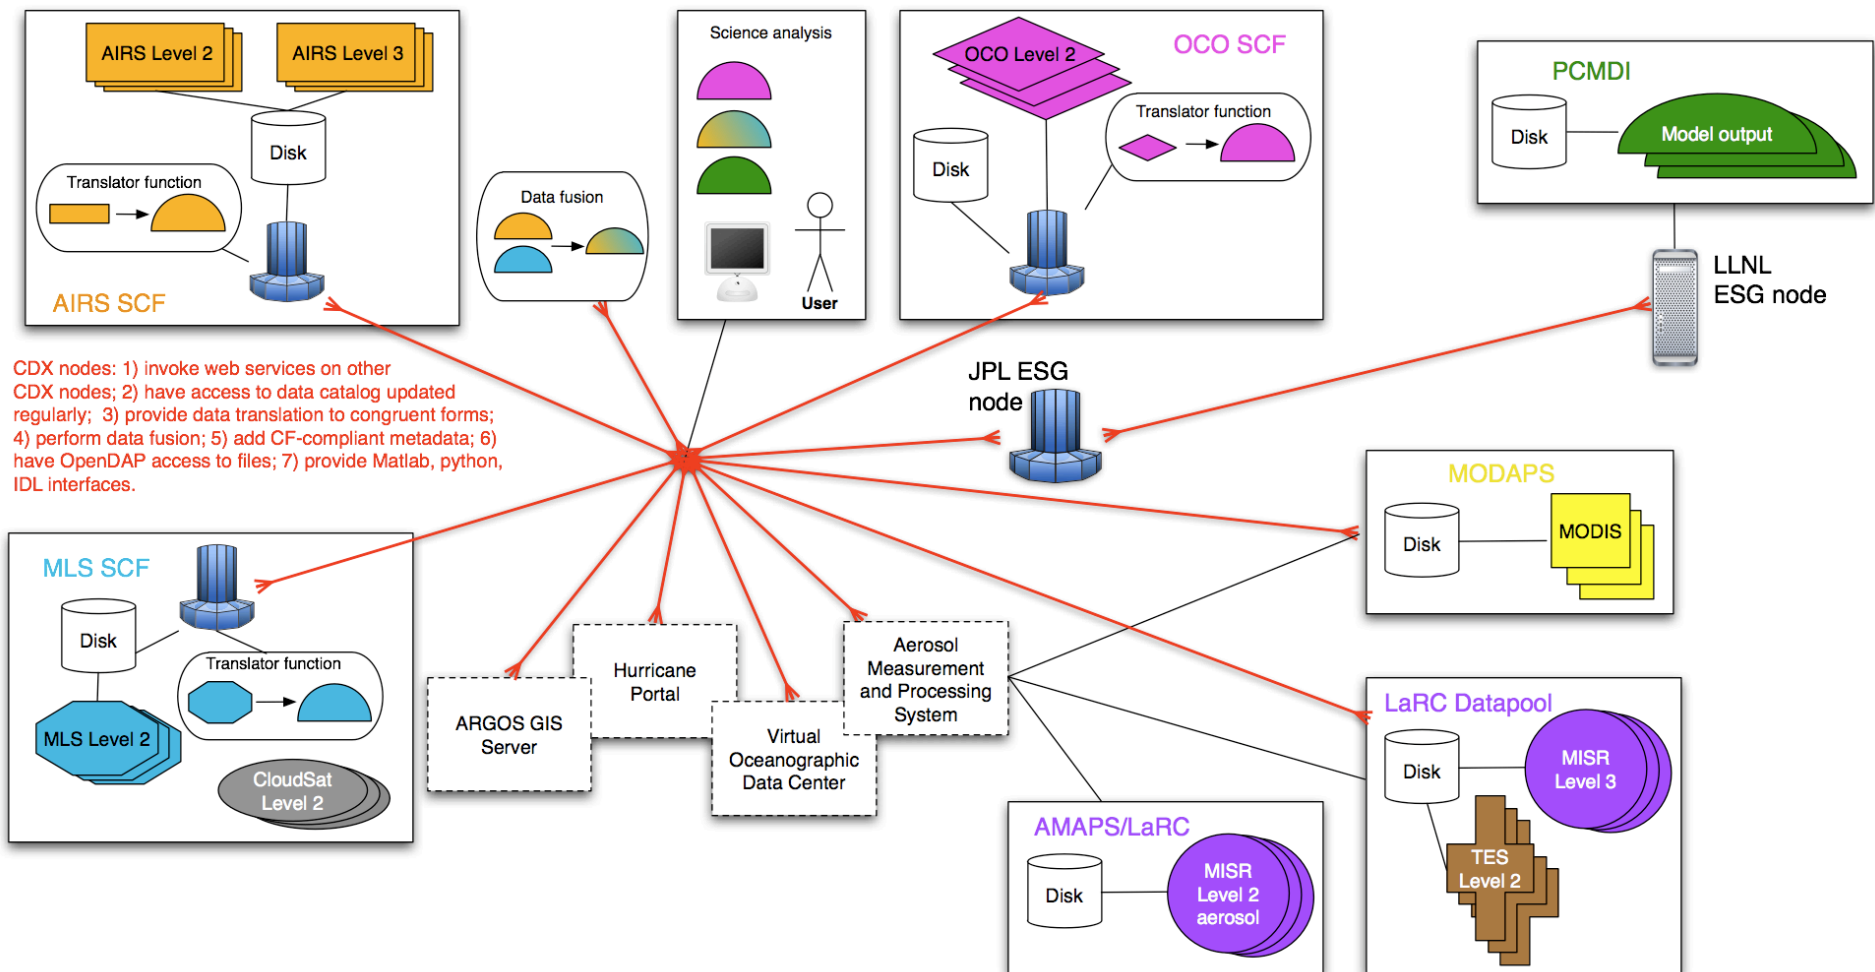 AIRS Level 2
AIRS Level 3
Disk
Translator function
AIRS SCF
Data fusion
Science analysis
User
OCO Level 2
OCO SCF
Translator function
Disk
PCMDI
Disk
Model output
LLNL
ESG node
JPL ESG
node
CDX nodes: 1) invoke web services on other
CDX nodes; 2) have access to data catalog updated
regularly;  3) provide data translation to congruent forms;
4) perform data fusion; 5) add CF-compliant metadata; 6)
have OpenDAP access to files; 7) provide Matlab, python,
IDL interfaces.
MODAPS
Disk
MODIS
MLS SCF
Disk
Translator function
MLS Level 2
CloudSat
Level 2
ARGOS GIS
Server
Hurricane
Portal
Virtual
Oceanographic
Data Center
Aerosol
Measurement
and Processing
System
LaRC Datapool
Disk
MISR
Level 3
TES
Level 2
AMAPS/LaRC
Disk
MISR
Level 2
aerosol